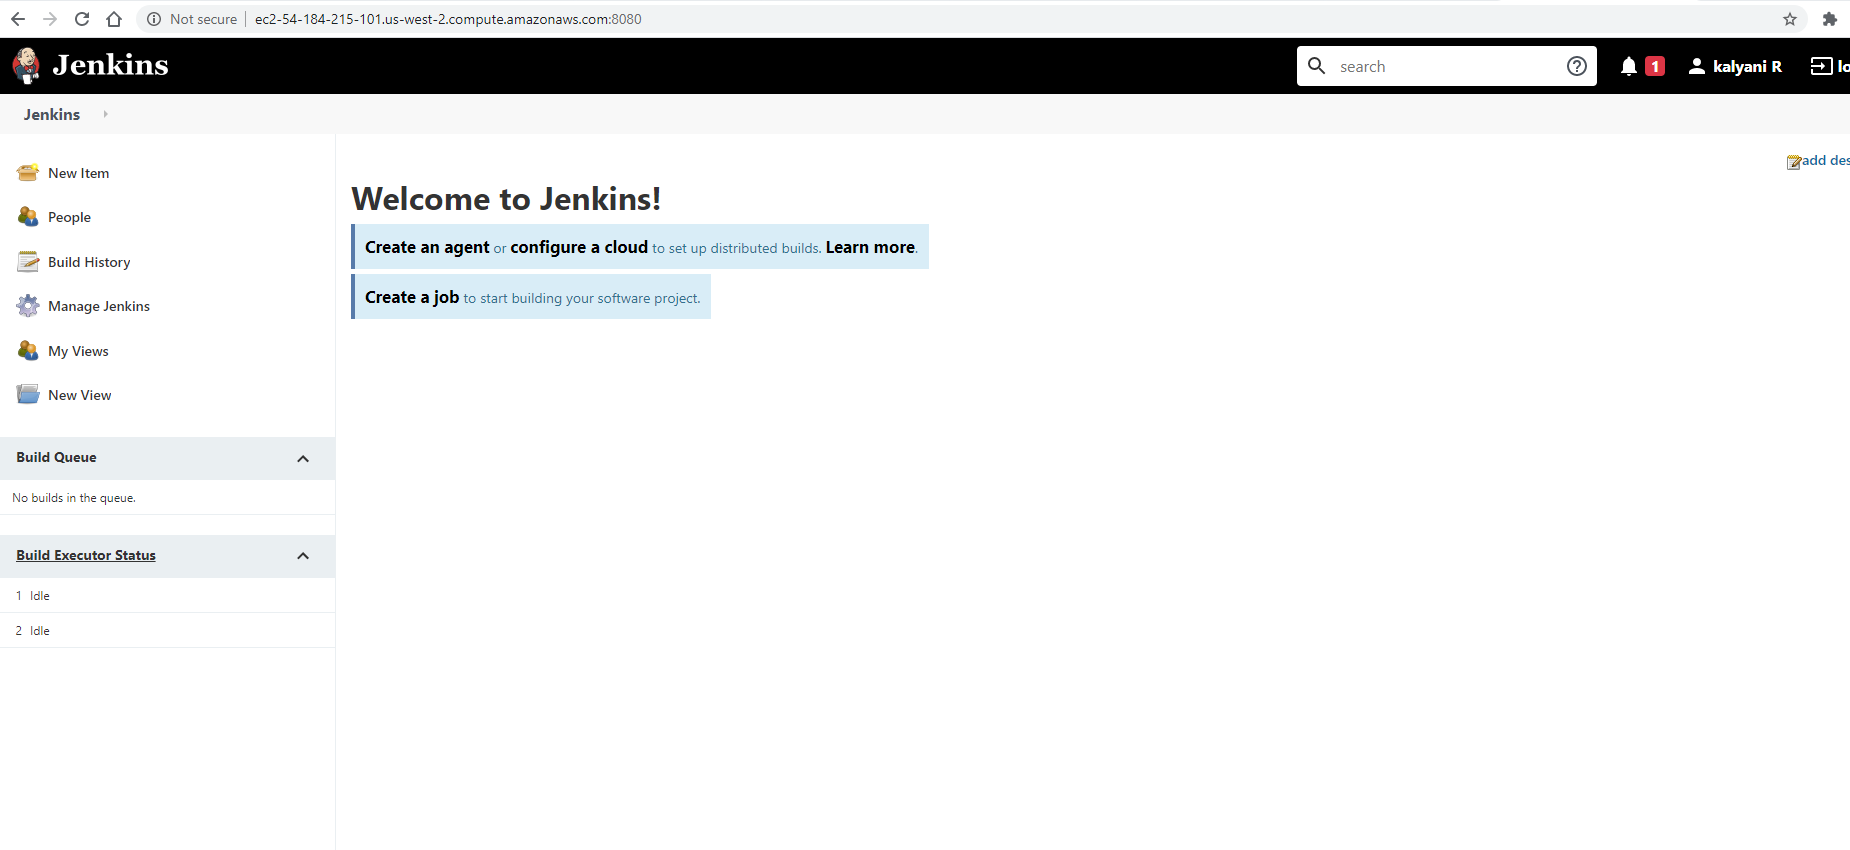 Not secure ec2-54-184-215-101.us-west-2.compute.amazonaws.com:8080
Jenkins search 1 kalyani R lo
Jenkins
add des
New Item
People
Build History
Manage Jenkins
My Views
New View
Build Queue
No builds in the queue.
Build Executor Status
1 Idle
2 Idle
Welcome to Jenkins!
Create an agent or configure a cloud to set up distributed builds. Learn more.
Create a job to start building your software project.